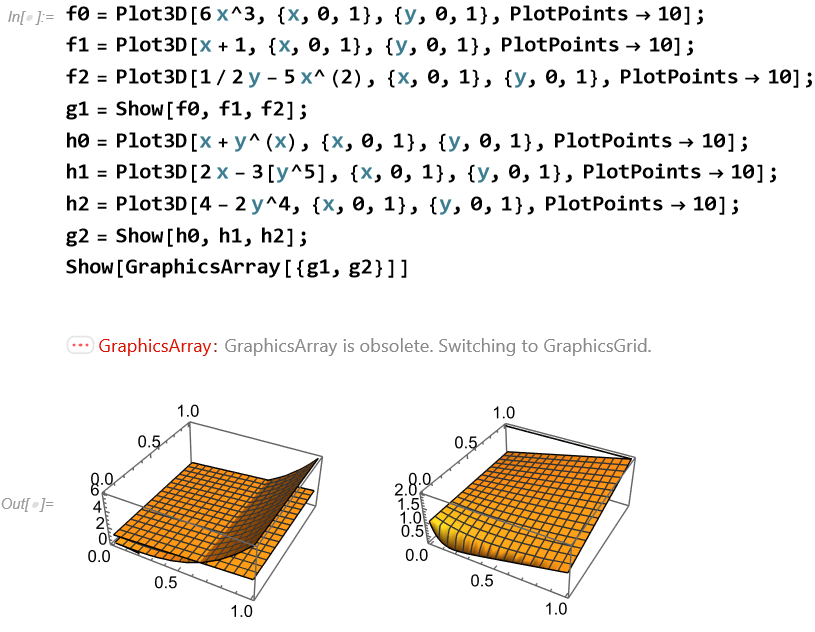 In[ ]:= f0 = Plot3D[6 x^3, {x, 0, 1}, {y, 0, 1}, PlotPoints → 10];
f1 = Plot3D[x + 1, {x, 0, 1}, {y, 0, 1}, PlotPoints → 10];
f2 = Plot3D[1 / 2 y - 5 x^ (2), {x, 0, 1}, {y, 0, 1}, PlotPoints → 10];
g1 = Show[f0, f1, f2];
h0 = Plot3D[x + y^ (x), {x, 0, 1}, {y, 0, 1}, PlotPoints → 10];
h1 = Plot3D[2 x - 3[y^5], {x, 0, 1}, {y, 0, 1}, PlotPoints → 10];
h2 = Plot3D[4 - 2 y^4, {x, 0, 1}, {y, 0, 1}, PlotPoints → 10];
g2 = Show[h0, h1, h2];
Show[GraphicsArray[{g1, g2}]]
GraphicsArray: GraphicsArray is obsolete. Switching to GraphicsGrid.
Out[ ]=
1.0
0.5
0.0
6
4
2
0
0.0
0.5
1.0
1.0
0.5
0.0
2.0
1.5
1.0
0.5
0.0
0.5
1.0